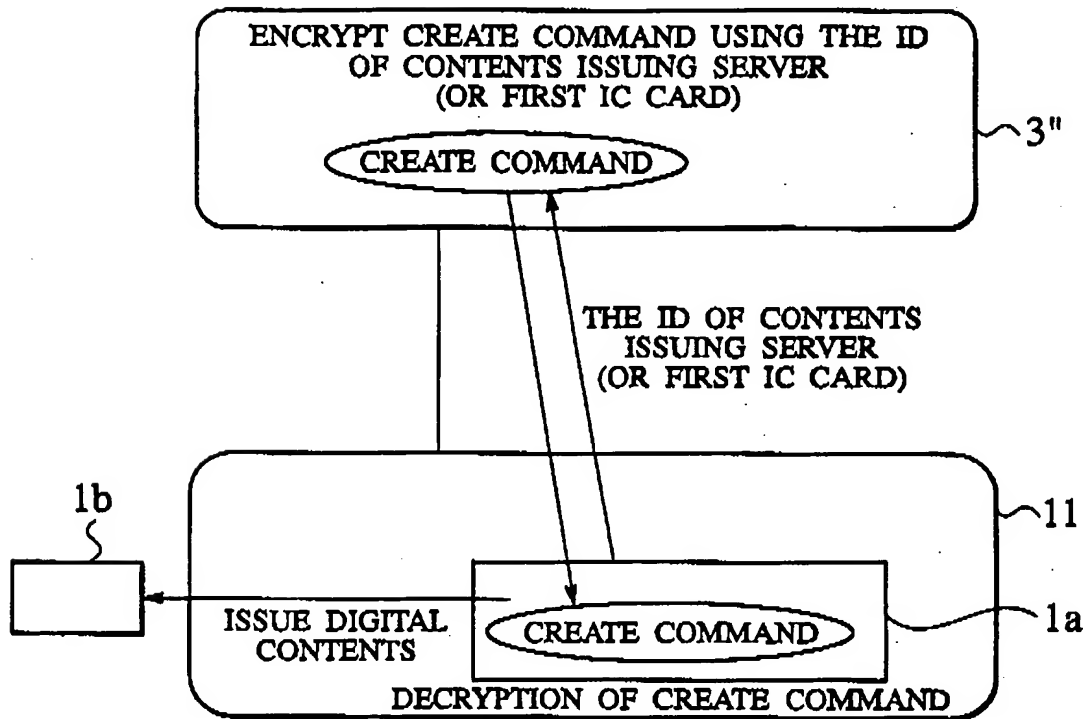 ENCRYPT CREATE COMMAND USING THE ID
OF CONTENTS ISSUING SERVER
(OR FIRST IC CARD)
3"
CREATE COMMAND
THE ID OF CONTENTS
ISSUING SERVER
(OR FIRST IC CARD)
1b
11
ISSUE DIGITAL
CONTENTS
CREATE COMMAND
1a
DECRYPTION OF CREATE COMMAND